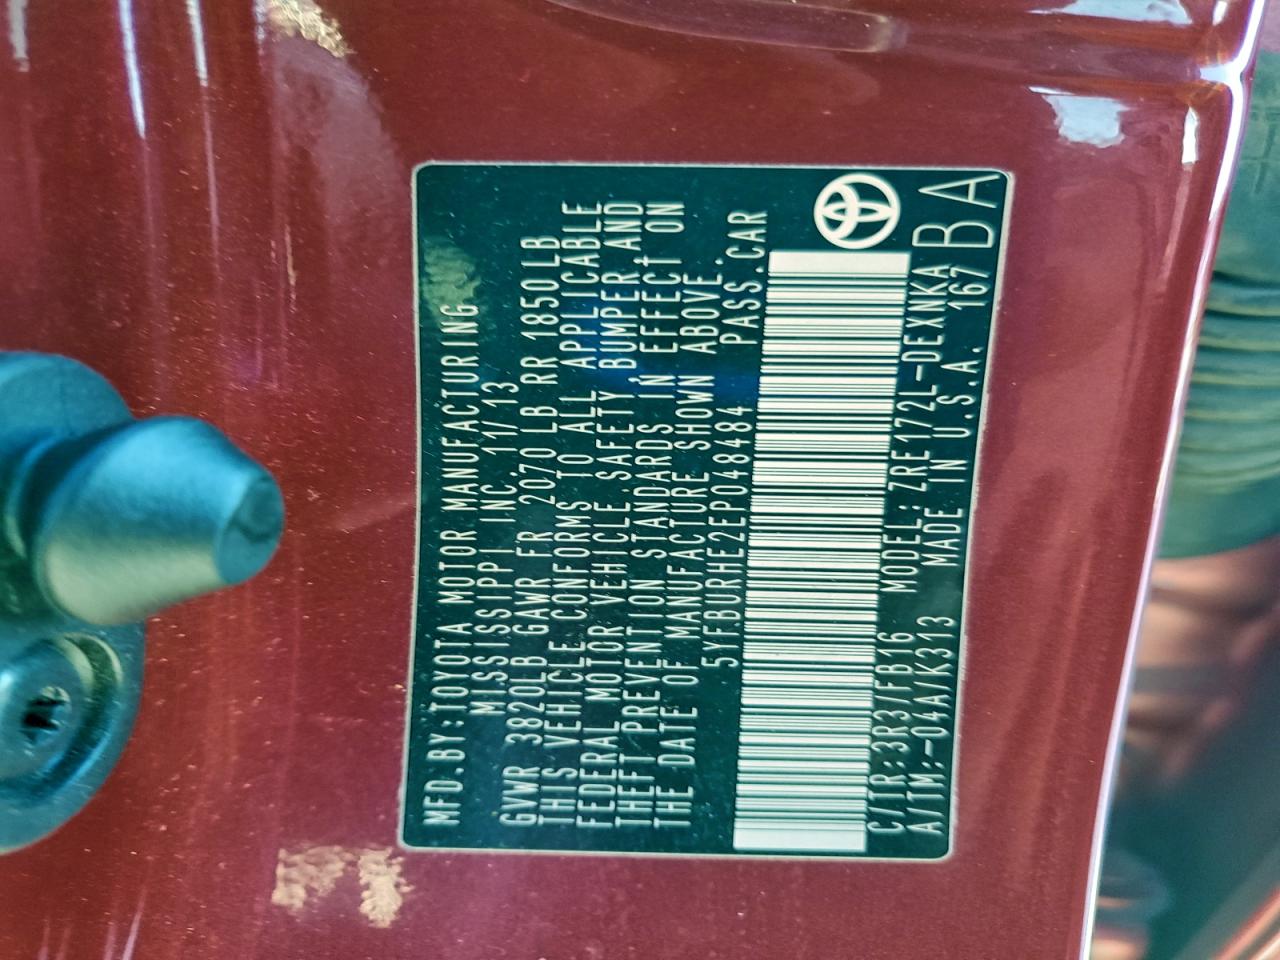 MFD.BY:TOYOTA MOTOR MANUFACTURING
MISSISSIPPI INC. 11/13
GVWR 3820LB GAWR FR 2070 LB RR 1850LB
THIS VEHICLE CONFORMS TO ALL APPLICABLE
FEDERAL MOTOR VEHICLE SAFETY, BUMPER, AND
THEFT PREVENTION STANDARDS IN EFFECT ON
THE DATE OF MANUFACTURE SHOWN ABOVE.
5YFBURHE2EP048484 PASS.CAR
C/TR:3R3/FB16 MODEL: ZRE172L-DEXNKA
A/TM:-04A/K313 MADE IN U.S.A. 167
BA